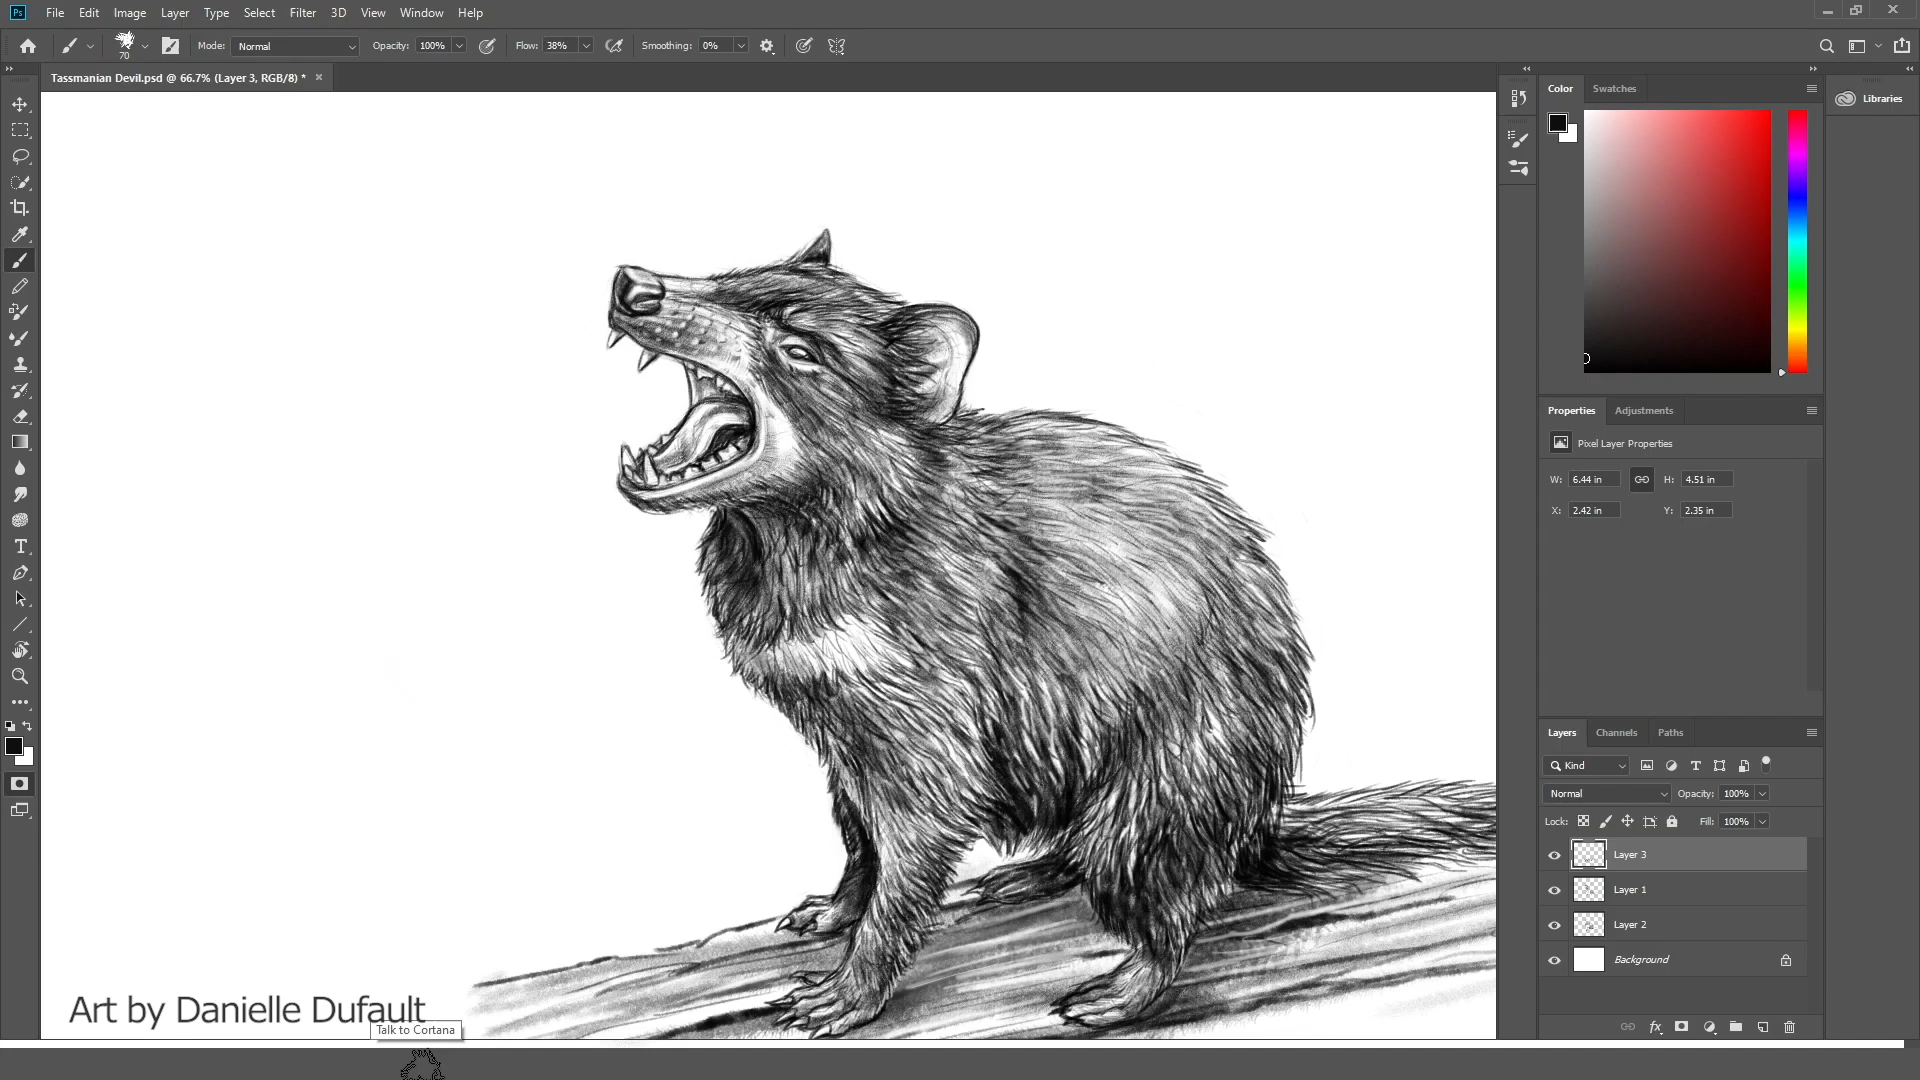 Ps File Edit Image Layer Type Select Filter 3D View Window Help
70 Mode: Normal Opacity: 100% Flow: 38% Smoothing: 0%
Tassmanian Devil.psd @ 66.7% (Layer 3, RGB/8) * ×
Color Swatches
Libraries
Properties Adjustments
Pixel Layer Properties
W: 6.44 in H: 4.51 in
X: 2.42 in Y: 2.35 in
Layers Channels Paths
Kind
Normal Opacity: 100%
Lock: Fill: 100%
Layer 3
Layer 1
Layer 2
Background
fx
Art by Danielle Dufault
Talk to Cortana